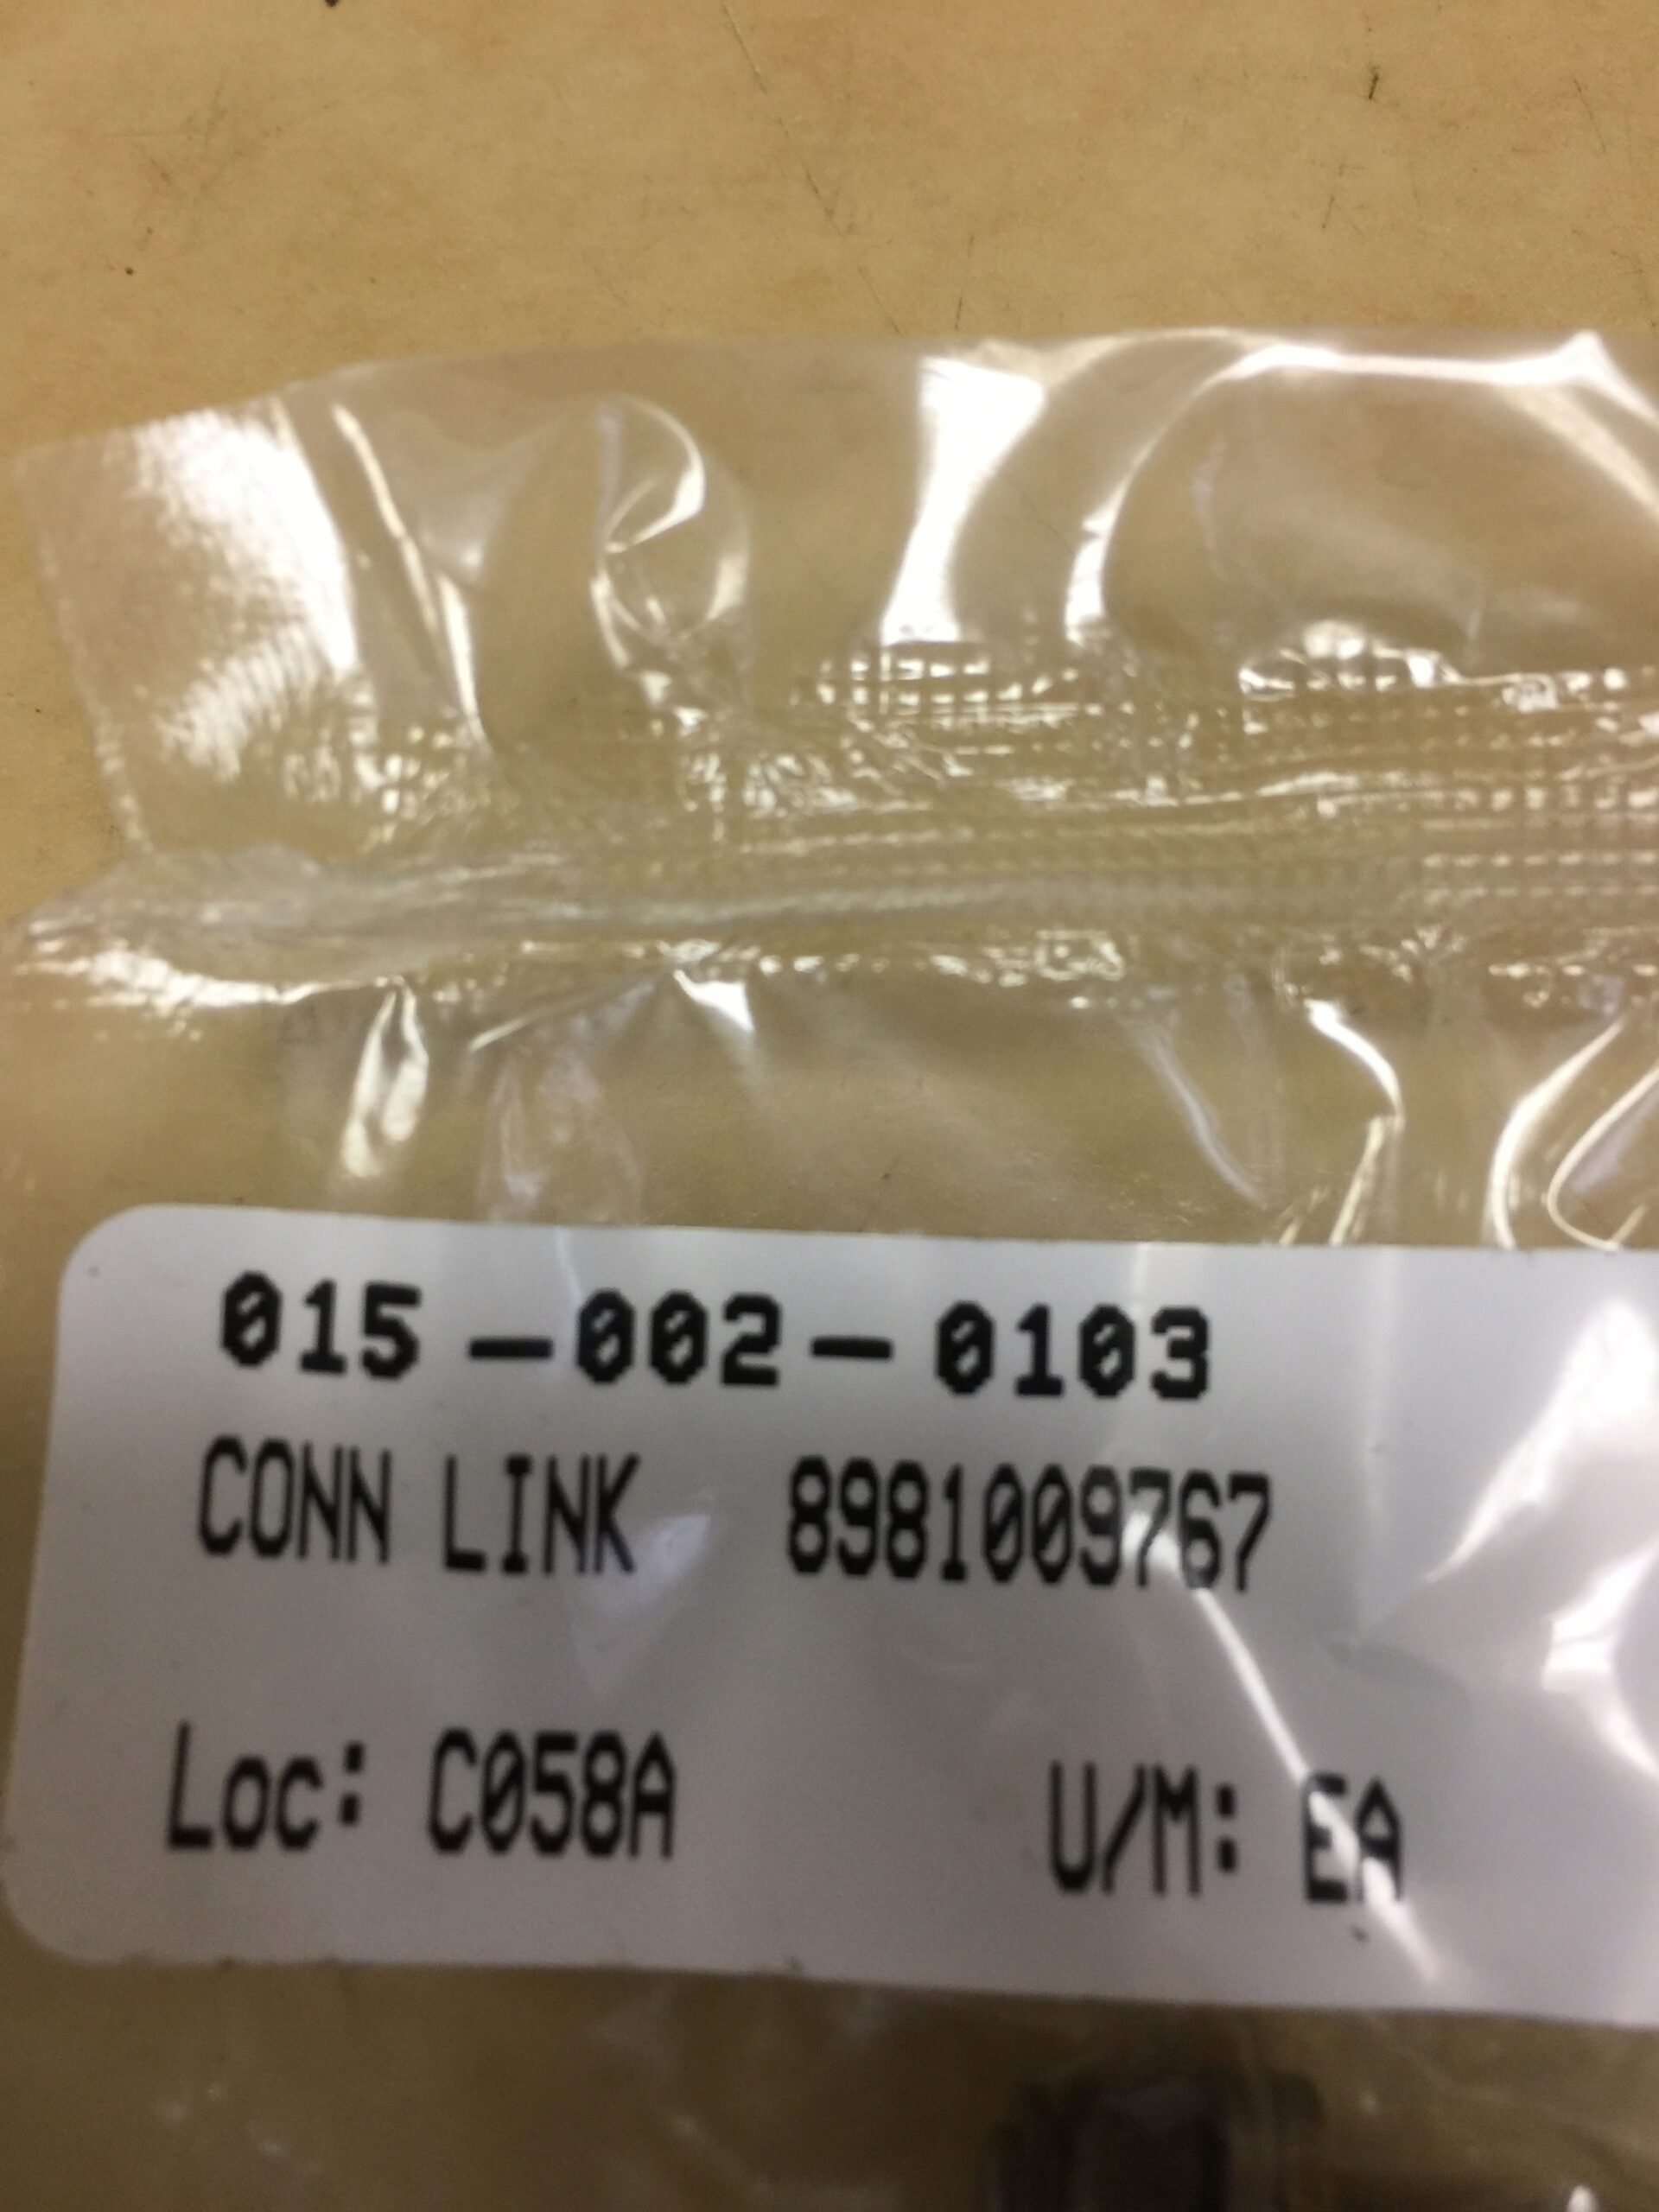 015-002-0103
CONN LINK 8981009767
Loc: C058A U/M: EA